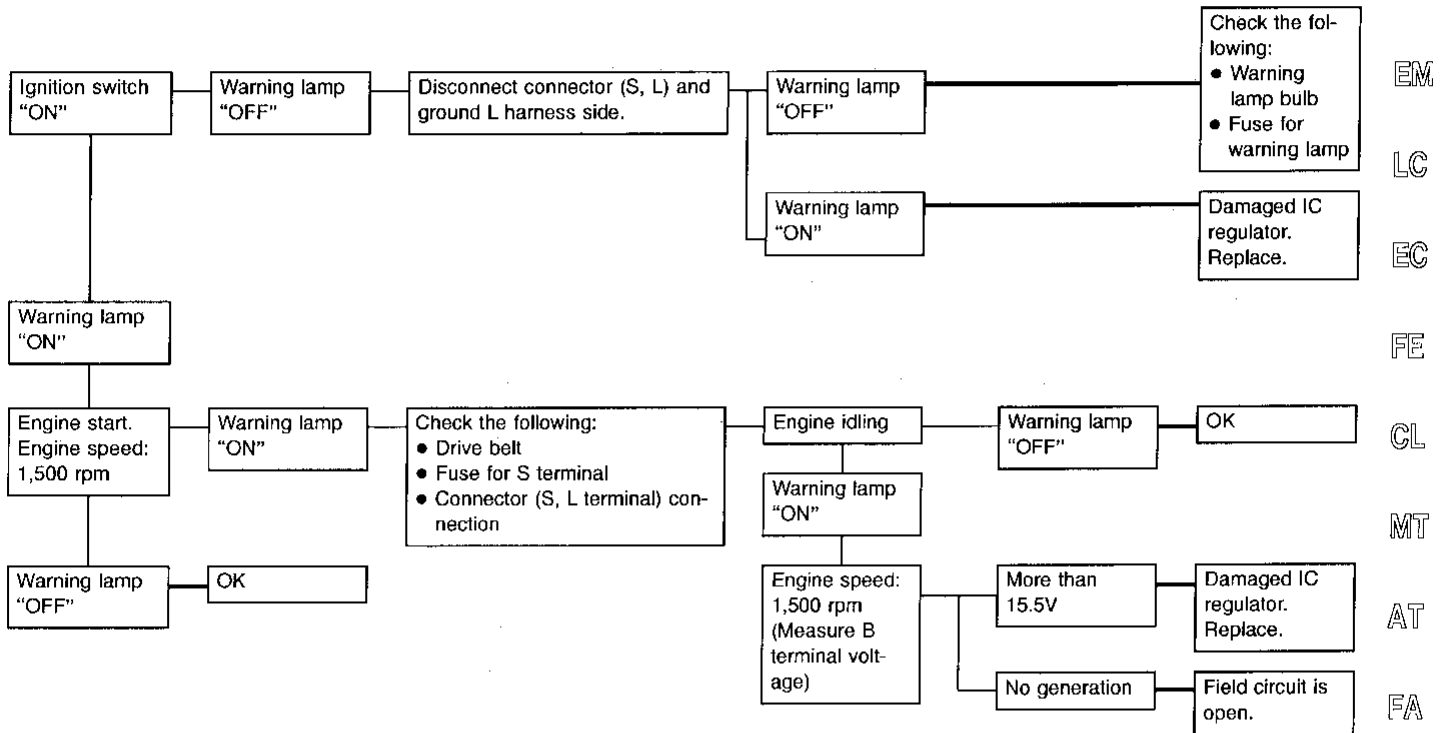 Ignition switch
“ON”
Warning lamp
“OFF”
Disconnect connector (S, L) and
ground L harness side.
Warning lamp
“OFF”
Check the fol-
lowing:
● Warning
lamp bulb
● Fuse for
warning lamp
Warning lamp
“ON”
Damaged IC
regulator.
Replace.
Warning lamp
“ON”
Engine start.
Engine speed:
1,500 rpm
Warning lamp
“ON”
Check the following:
● Drive belt
● Fuse for S terminal
● Connector (S, L terminal) con-
nection
Engine idling
Warning lamp
“OFF”
OK
Warning lamp
“ON”
Warning lamp
“OFF”
OK
Engine speed:
1,500 rpm
(Measure B
terminal volt-
age)
More than
15.5V
Damaged IC
regulator.
Replace.
No generation
Field circuit is
open.
EM
LC
EC
FE
CL
MT
AT
FA